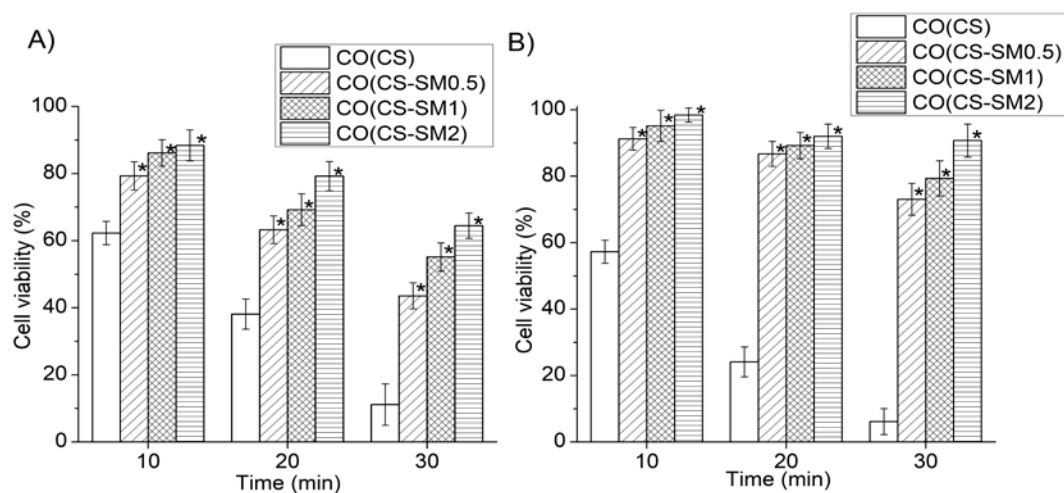 A)
CO(CS)
CO(CS-SM0.5)
CO(CS-SM1)
CO(CS-SM2)
100
80
60
40
20
0
Cell viability (%)
* * * * * * * * *
10 20 30
Time (min)
B)
CO(CS)
CO(CS-SM0.5)
CO(CS-SM1)
CO(CS-SM2)
100
80
60
40
20
0
Cell viability (%)
* * * * * * * * *
10 20 30
Time (min)